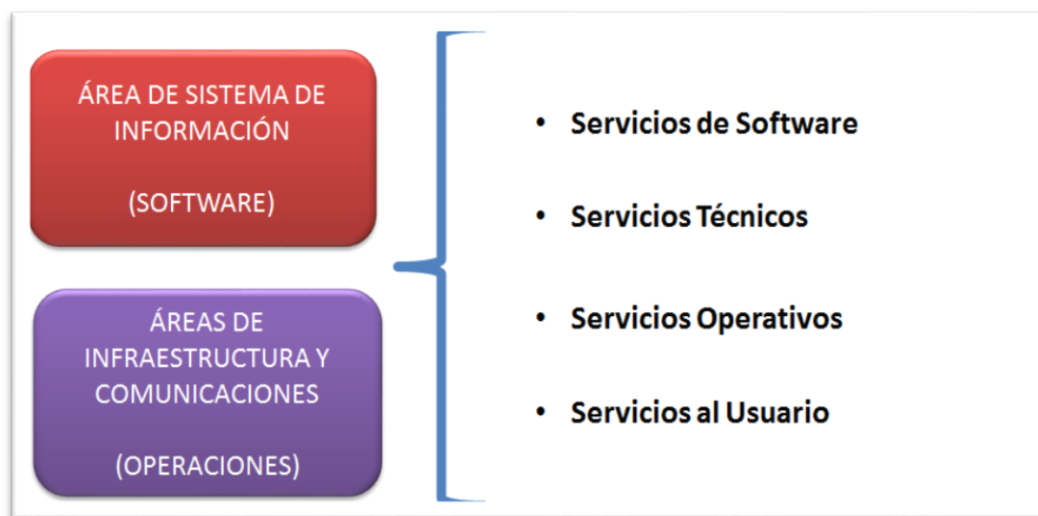 ÁREA DE SISTEMA DE
INFORMACIÓN
(SOFTWARE)
ÁREAS DE
INFRAESTRUCTURA Y
COMUNICACIONES
(OPERACIONES)
• Servicios de Software
• Servicios Técnicos
• Servicios Operativos
• Servicios al Usuario